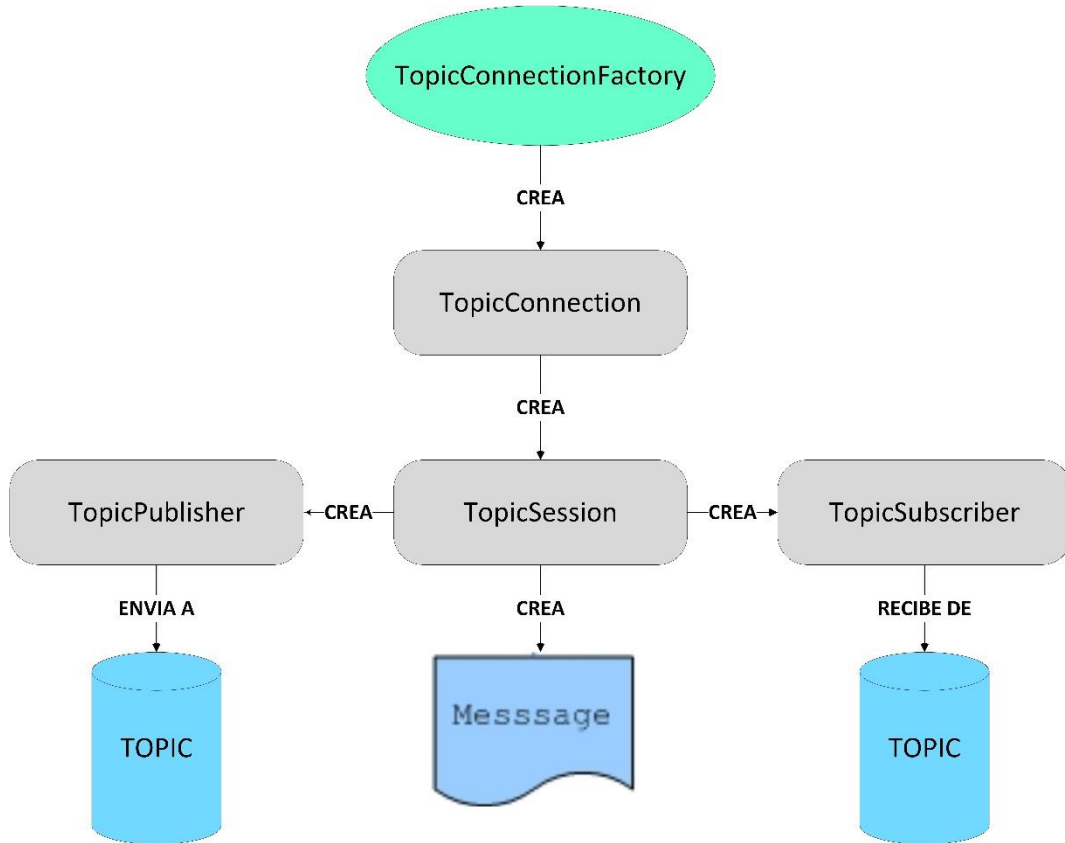 TopicConnectionFactory
CREA
TopicConnection
CREA
TopicPublisher
CREA
TopicSession
CREA
TopicSubscriber
ENVIA A
CREA
RECIBE DE
TOPIC
Messsage
TOPIC